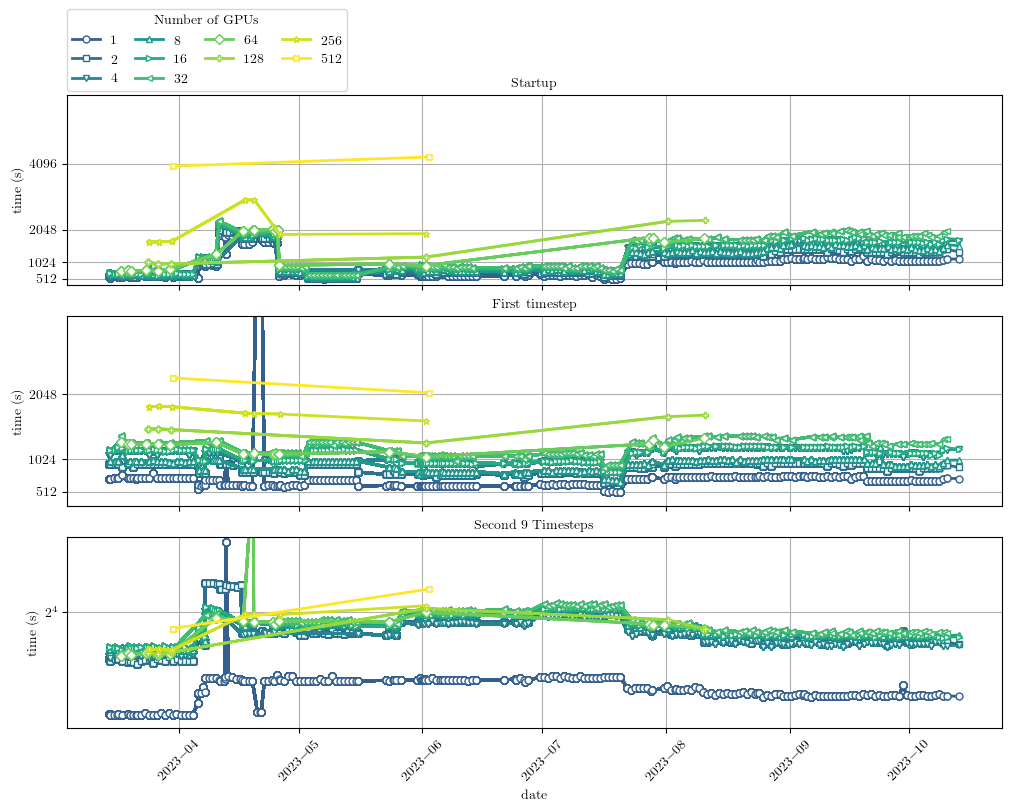 Number of GPUs
1 8 64 256
2 16 128 512
4 32
Startup
4096
2048
1024
512
time (s)
First timestep
2048
1024
512
time (s)
Second 9 Timesteps
2⁴
time (s)
2023−04 2023−05 2023−06 2023−07 2023−08 2023−09 2023−10
date